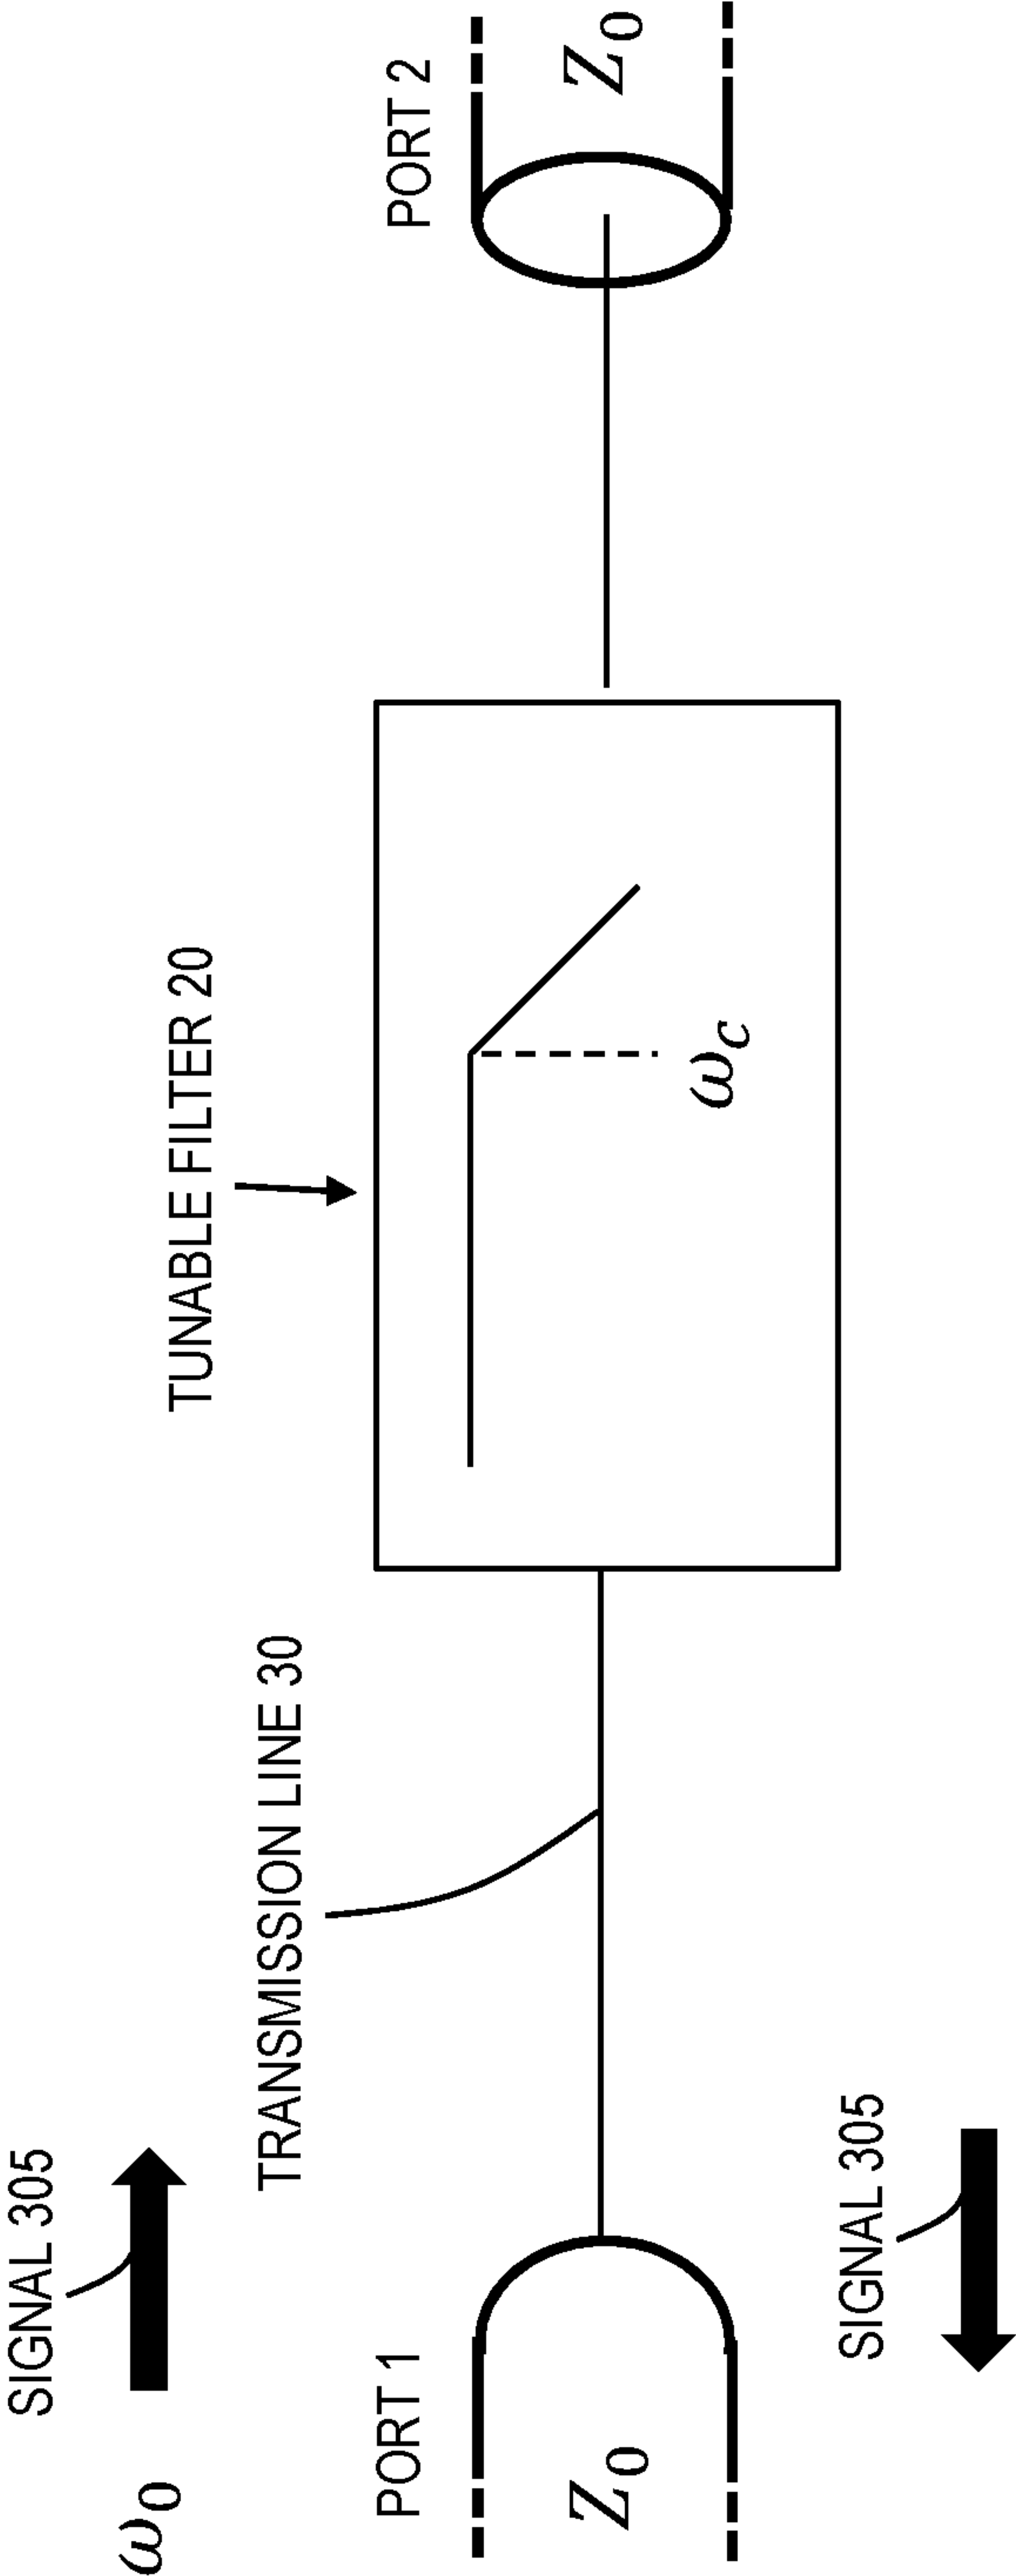 SIGNAL 305
ω0
TRANSMISSION LINE 30
TUNABLE FILTER 20
PORT 1
PORT 2
Z0
ωc
Z0
SIGNAL 305